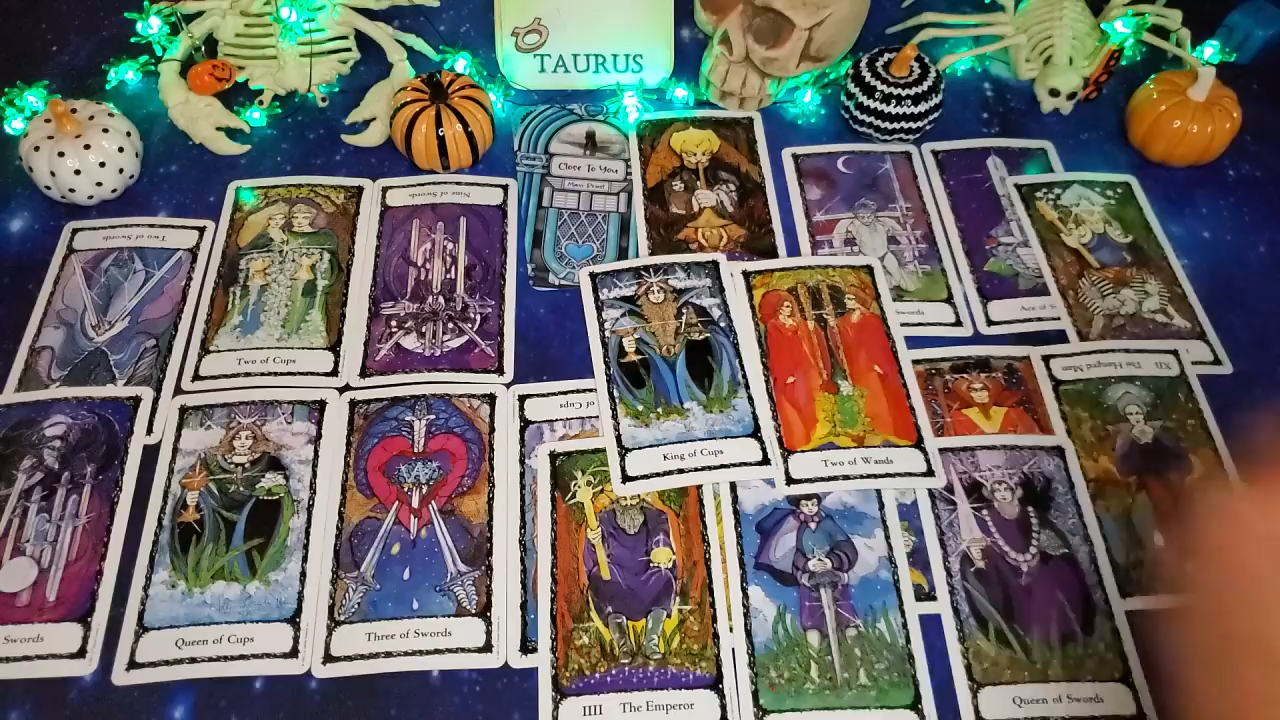 TAURUS
Close To You
Maxi Priest
Two of Swords
Two of Cups
Nine of Swords
Swords
Ace of S
XII The Hanged Man
of Cups
King of Cups
Two of Wands
Swords
Queen of Cups
Three of Swords
IIII The Emperor
Queen of Swords